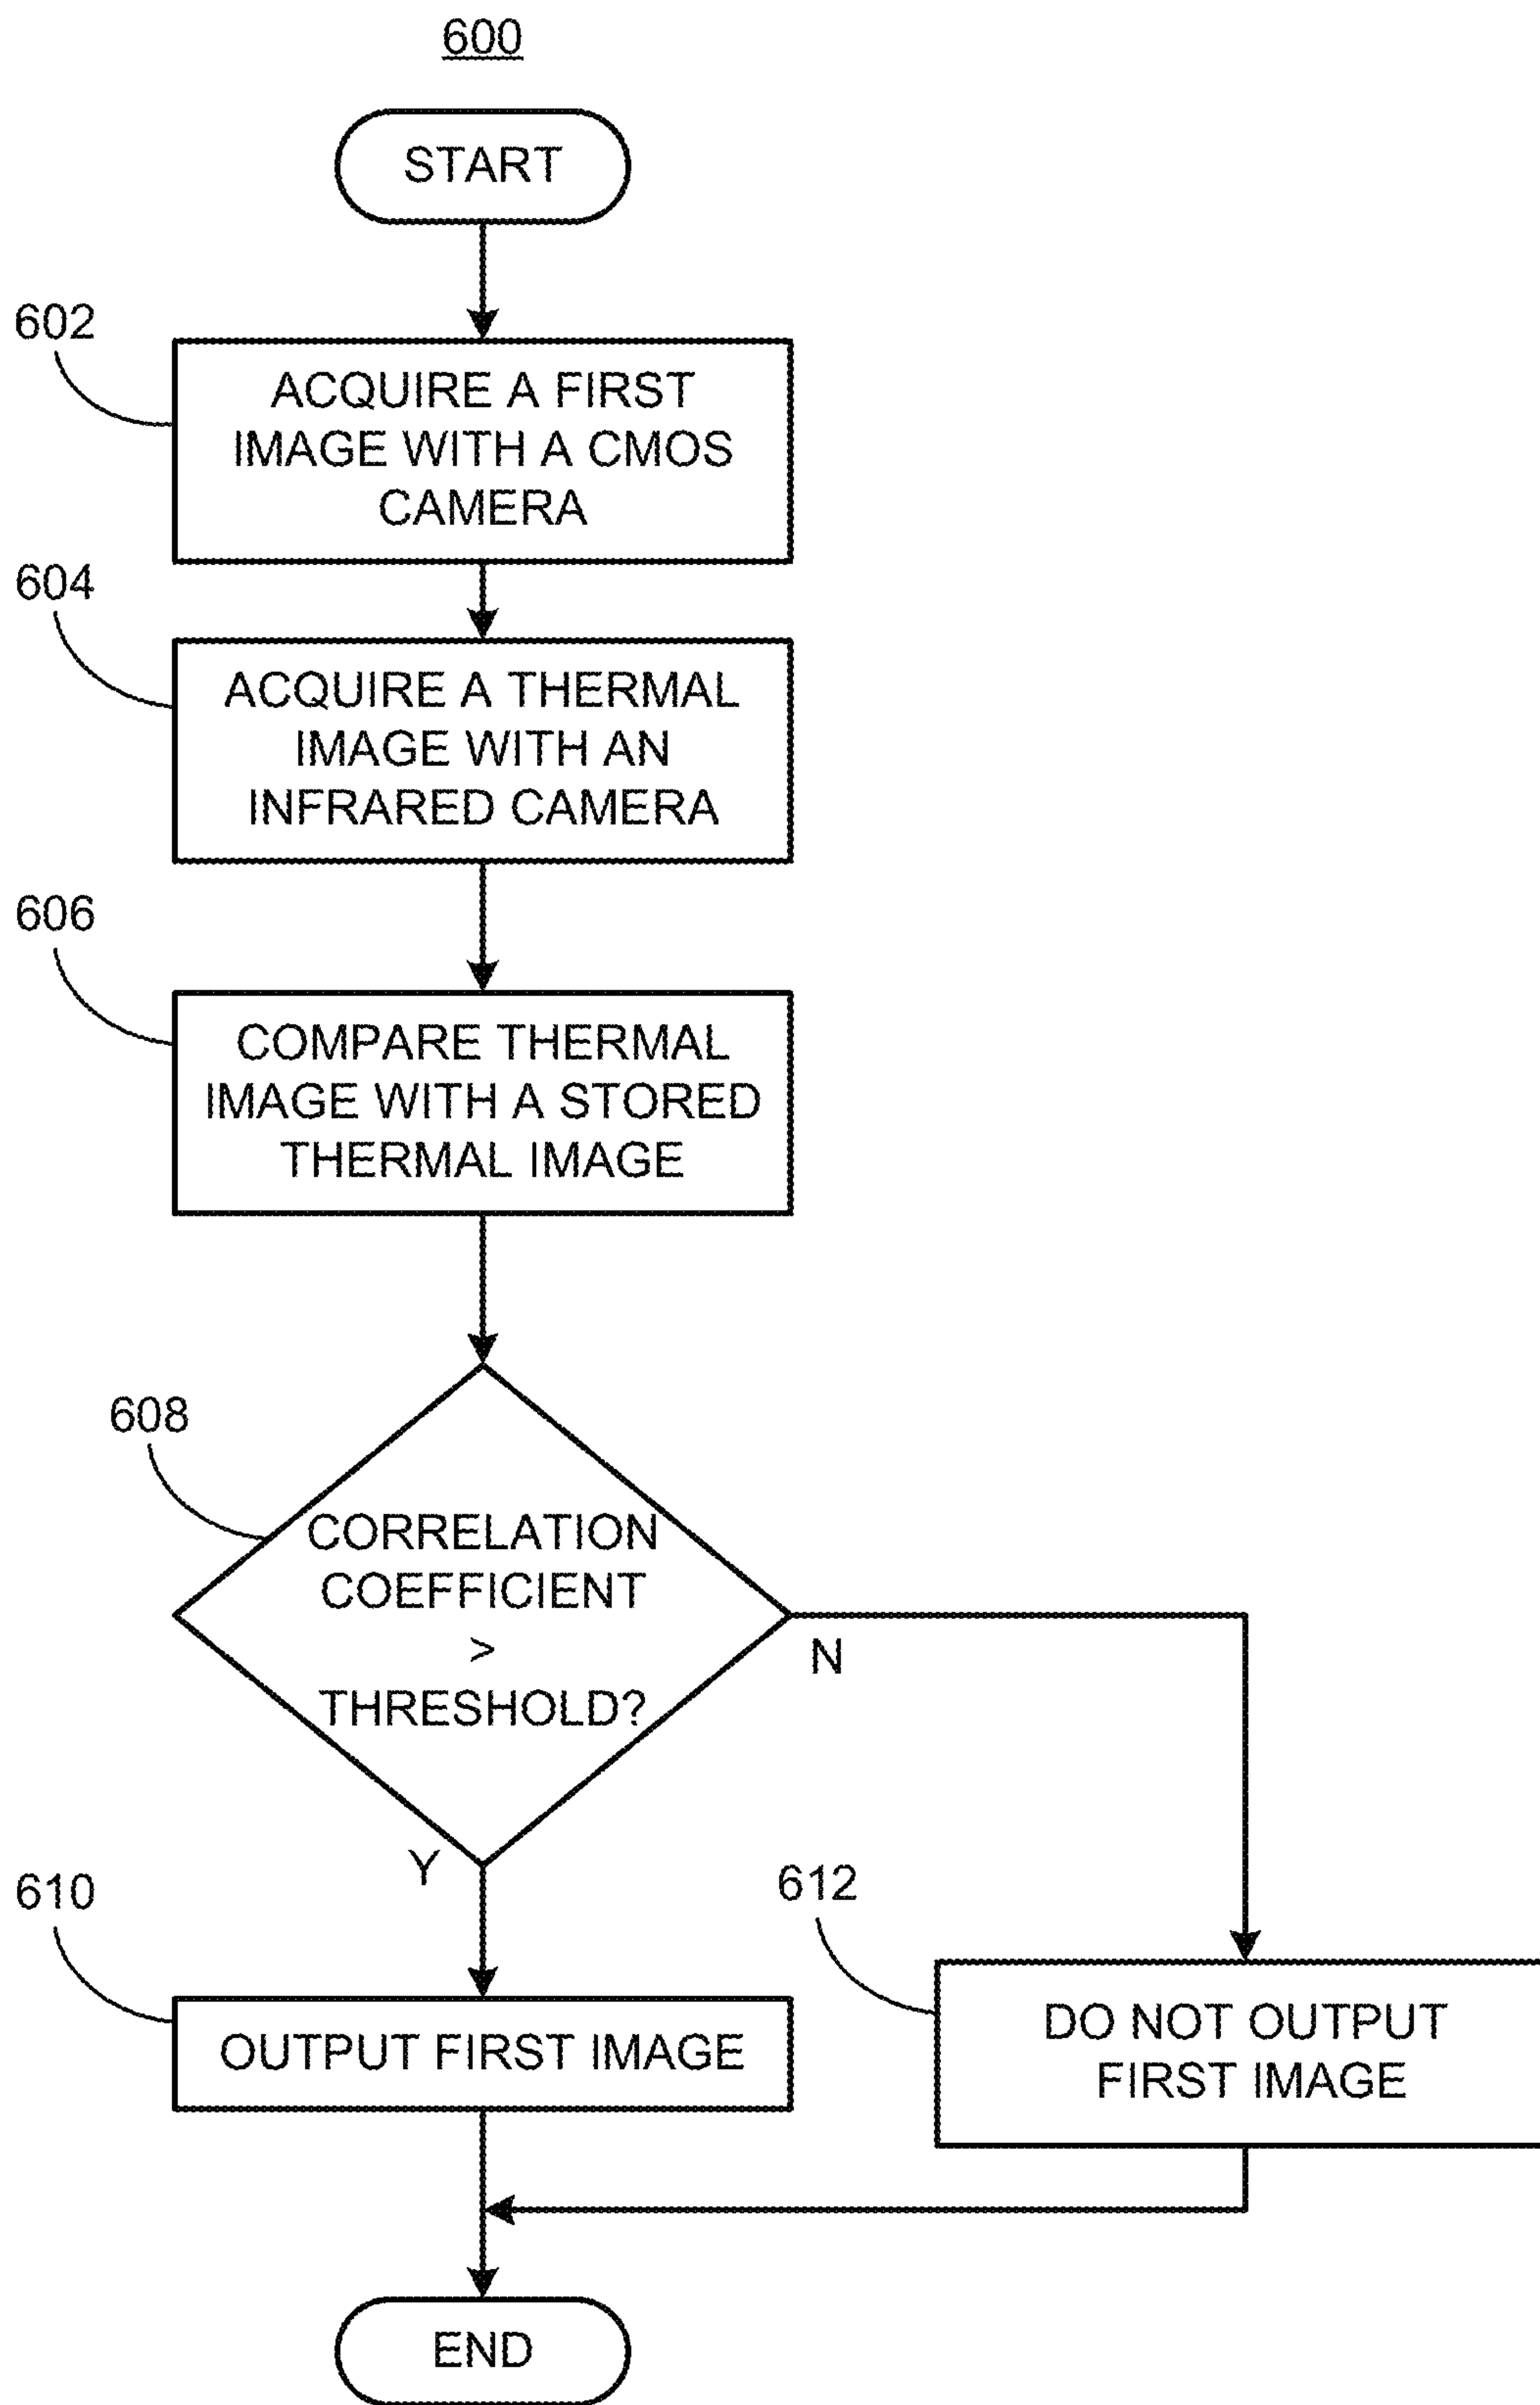 600
START
602
ACQUIRE A FIRST
IMAGE WITH A CMOS
CAMERA
604
ACQUIRE A THERMAL
IMAGE WITH AN
INFRARED CAMERA
606
COMPARE THERMAL
IMAGE WITH A STORED
THERMAL IMAGE
608
CORRELATION
COEFFICIENT
>
THRESHOLD?
N
Y
610
OUTPUT FIRST IMAGE
612
DO NOT OUTPUT
FIRST IMAGE
END